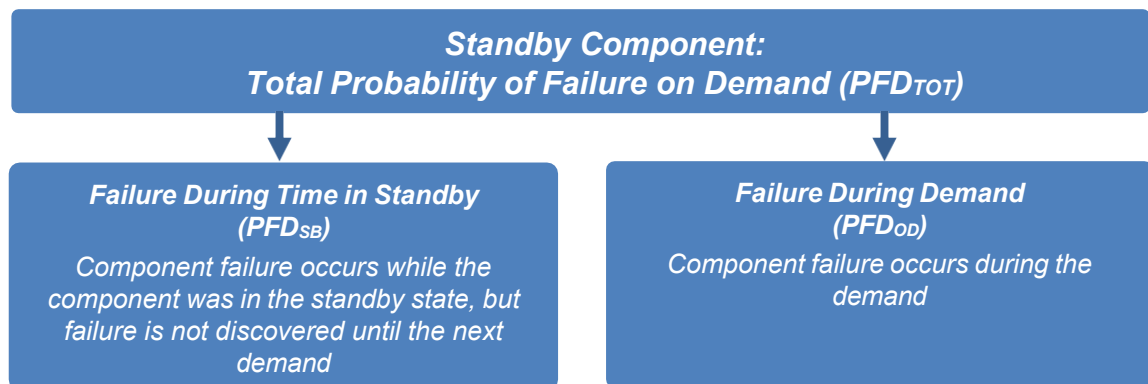 Standby Component:
Total Probability of Failure on Demand (PFDTOT)
Failure During Time in Standby
(PFDSB)
Component failure occurs while the
component was in the standby state, but
failure is not discovered until the next
demand
Failure During Demand
(PFDOD)
Component failure occurs during the
demand